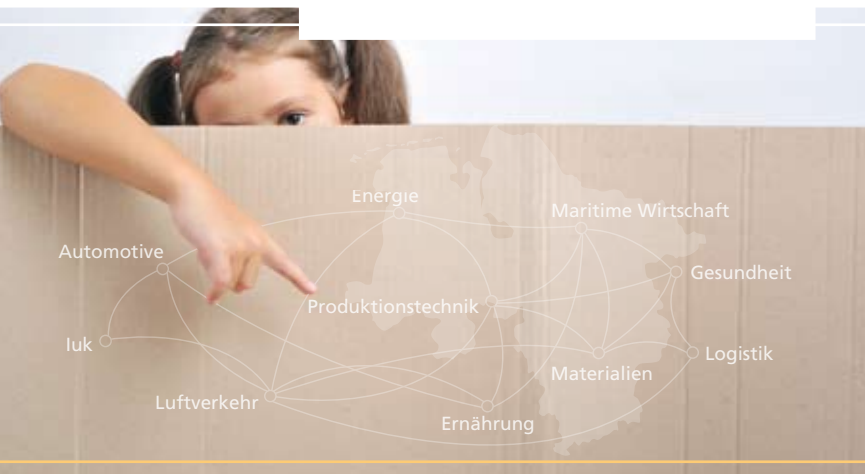 Energie
Maritime Wirtschaft
Automotive
Gesundheit
Produktionstechnik
Iuk
Logistik
Materialien
Luftverkehr
Ernährung